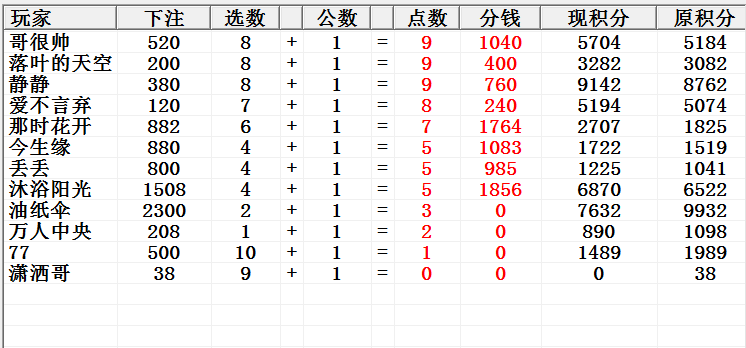 玩家 下注 选数 公数 点数 分钱 现积分 原积分
哥很帅 520 8 + 1 = 9 1040 5704 5184
落叶的天空 200 8 + 1 = 9 400 3282 3082
静静 380 8 + 1 = 9 760 9142 8762
爱不言弃 120 7 + 1 = 8 240 5194 5074
那时花开 882 6 + 1 = 7 1764 2707 1825
今生缘 880 4 + 1 = 5 1083 1722 1519
丢丢 800 4 + 1 = 5 985 1225 1041
沐浴阳光 1508 4 + 1 = 5 1856 6870 6522
油纸伞 2300 2 + 1 = 3 0 7632 9932
万人中央 208 1 + 1 = 2 0 890 1098
77 500 10 + 1 = 1 0 1489 1989
潇洒哥 38 9 + 1 = 0 0 0 38